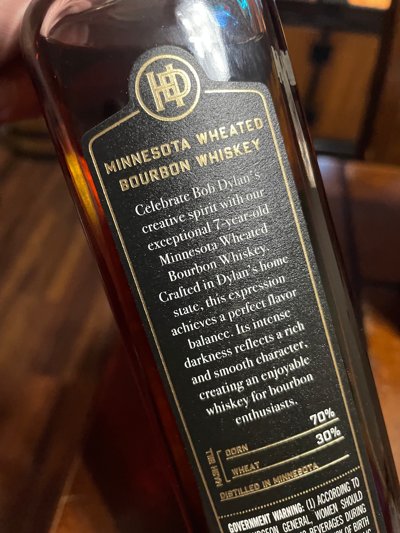 HD
MINNESOTA WHEATED
BOURBON WHISKEY
Celebrate Bob Dylan's
creative spirit with our
exceptional 7-year-old
Minnesota Wheated
Bourbon Whiskey.
Crafted in Dylan's home
state, this expression
achieves a perfect flavor
balance. Its intense
darkness reflects a rich
and smooth character,
creating an enjoyable
whiskey for bourbon
enthusiasts.
MASH BILL
CORN 70%
WHEAT 30%
DISTILLED IN MINNESOTA
GOVERNMENT WARNING: (1) ACCORDING TO
GENERAL, WOMEN SHOULD
BEVERAGES DURING
OF BIRTH